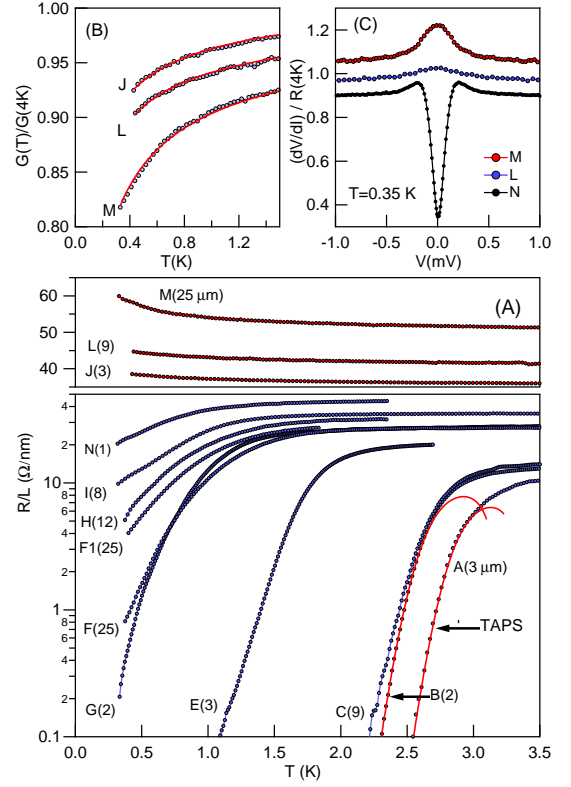 (B)
G(T)/G(4K)
1.00
0.95
0.90
0.85
0.80
J
L
M
0.0
0.4
0.8
1.2
T(K)
(C)
(dV/dI) / R(4K)
1.2
1.0
0.8
0.6
0.4
M
L
N
T=0.35 K
-1.0
-0.5
0.0
0.5
1.0
V(mV)
(A)
60
50
40
M(25 μm)
L(9)
J(3)
R/L (Ω/nm)
4
2
10
8
6
4
2
1
8
6
4
2
0.1
N(1)
I(8)
H(12)
F1(25)
F(25)
G(2)
E(3)
C(9)
B(2)
A(3 μm)
TAPS
0.0
0.5
1.0
1.5
2.0
2.5
3.0
3.5
T (K)